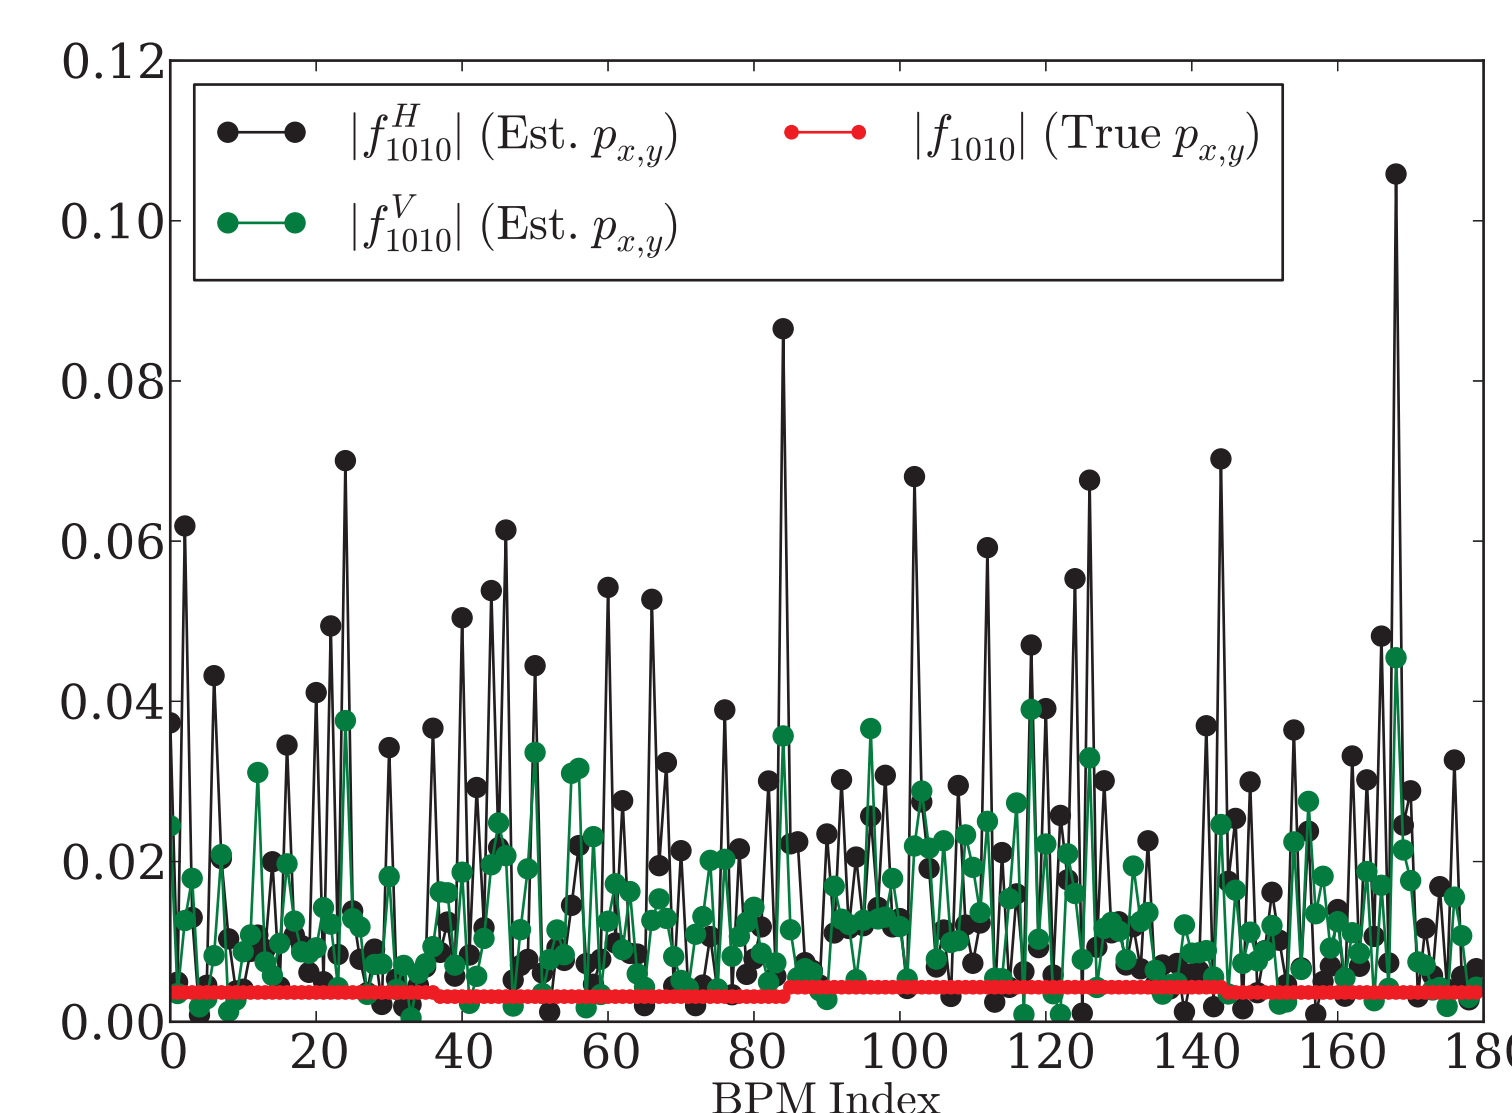 0.12
|f^H_1010| (Est. p_x,y) |f_1010| (True p_x,y)
|f^V_1010| (Est. p_x,y)
0.10
0.08
0.06
0.04
0.02
0.00
0 20 40 60 80 100 120 140 160 180
BPM Index